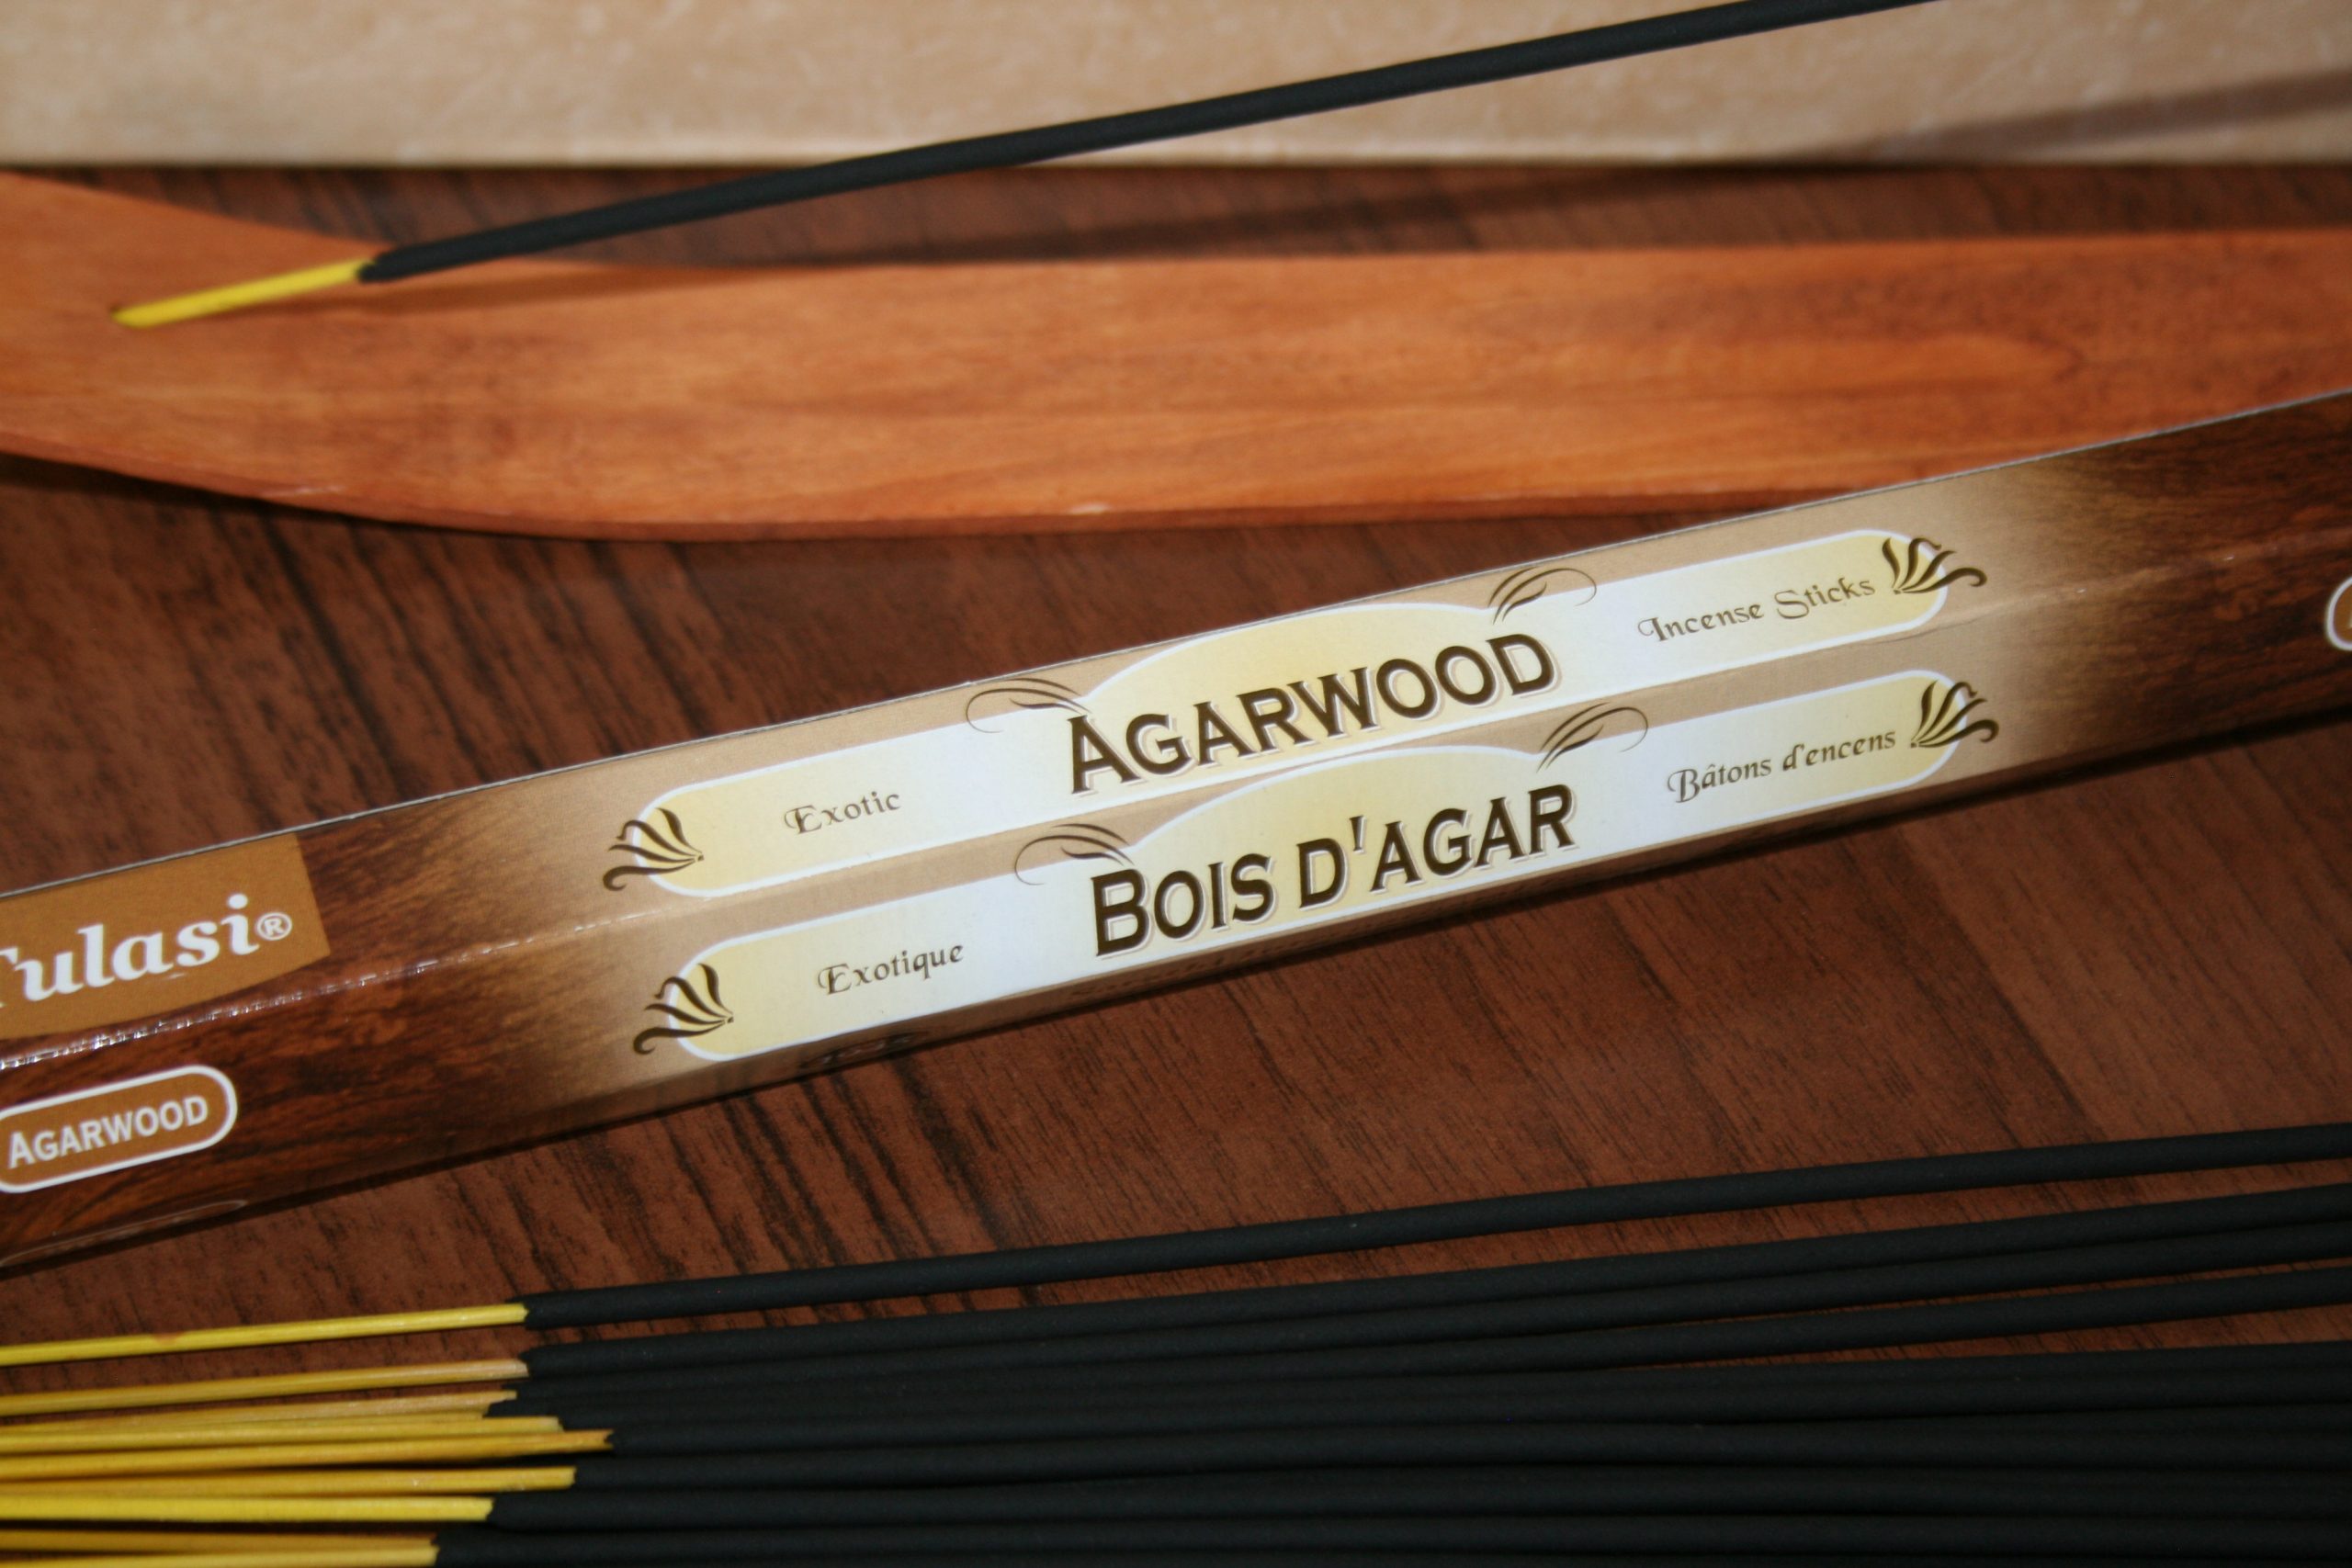 Exotic AGARWOOD Incense Sticks
Exotique BOIS D'AGAR Bâtons d'encens
Tulasi®
AGARWOOD